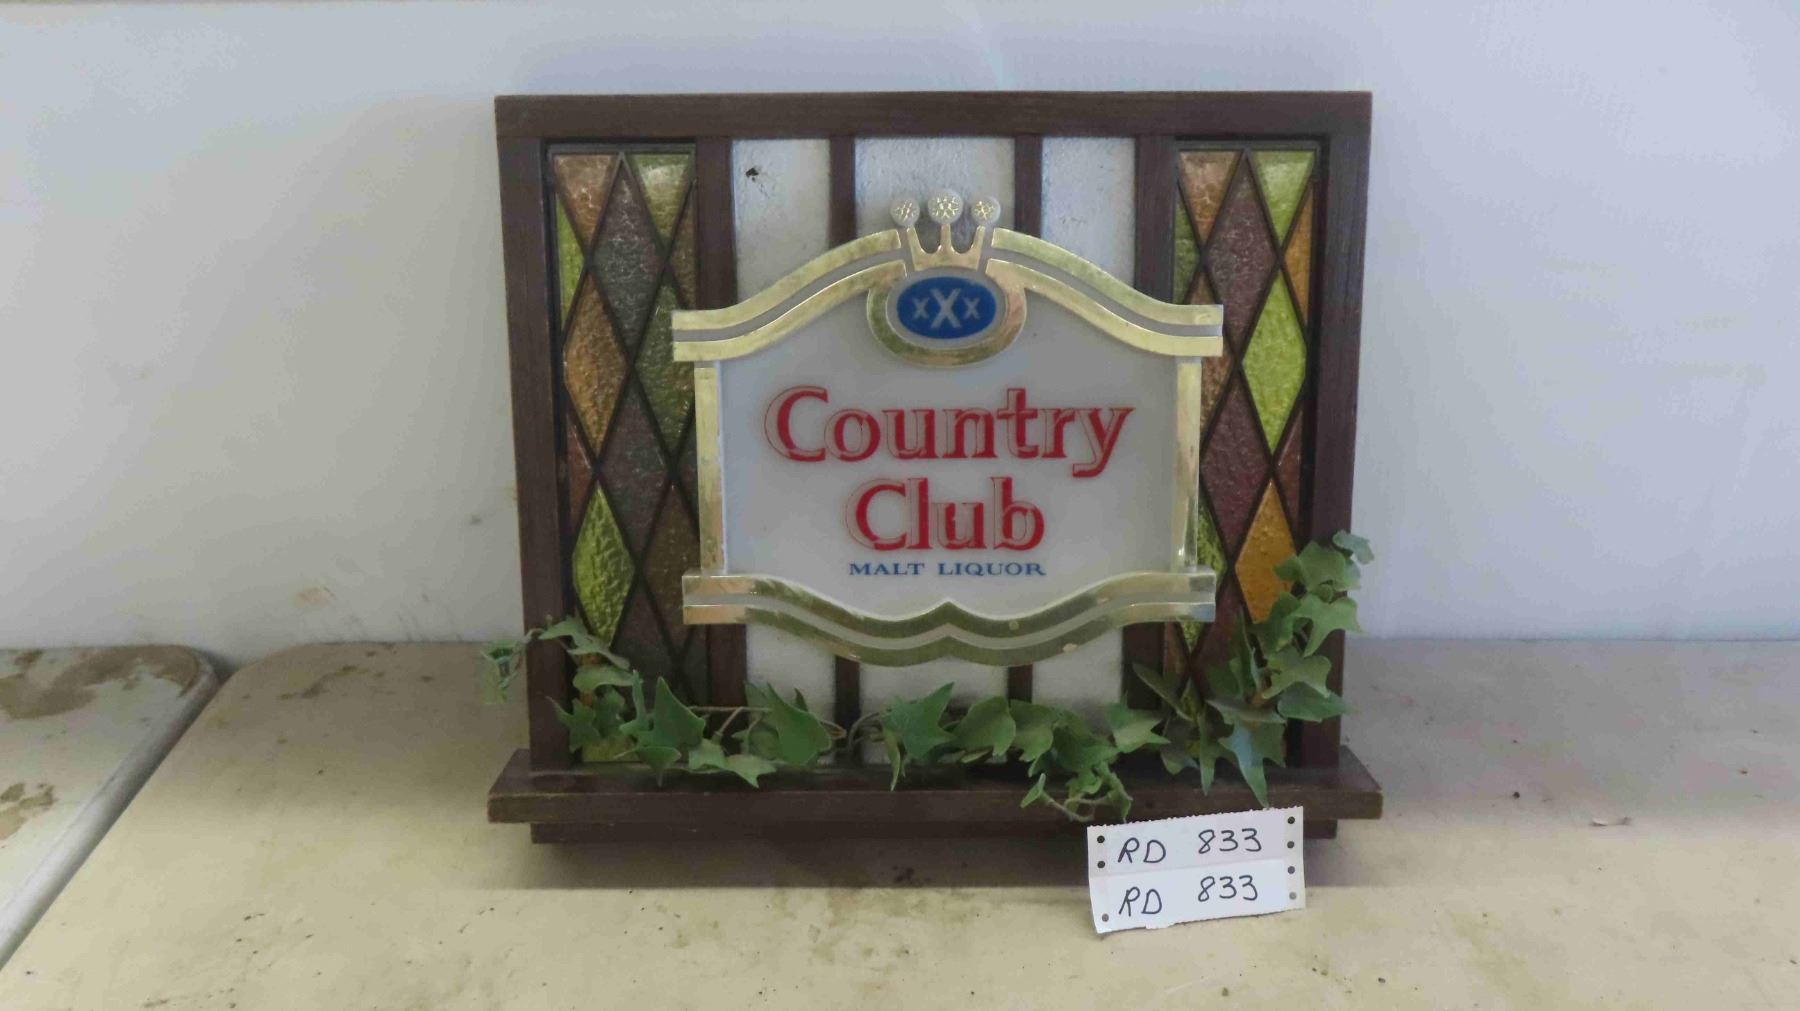 xXx
Country
Club
MALT LIQUOR
RD 833
RD 833